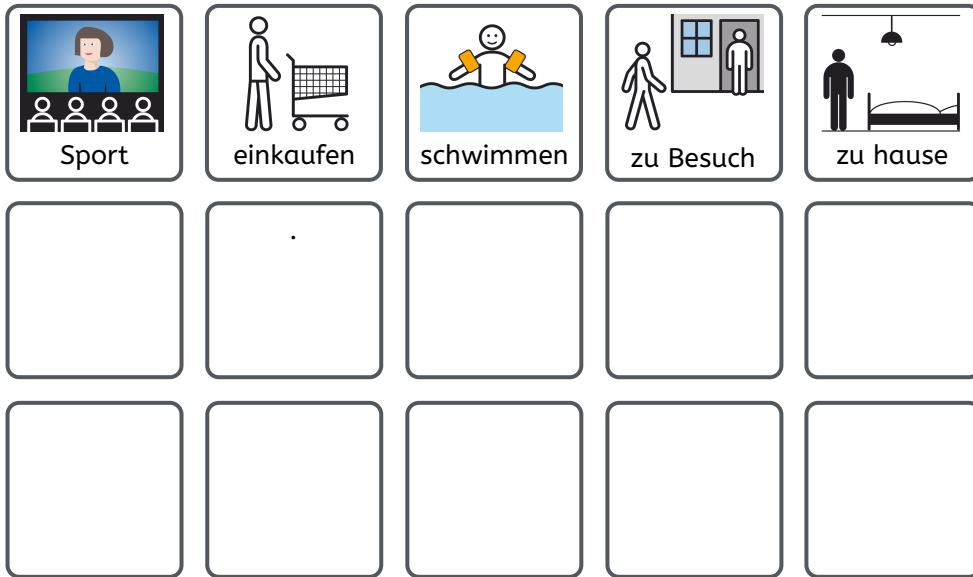 Sport
einkaufen
schwimmen
zu Besuch
zu hause
.